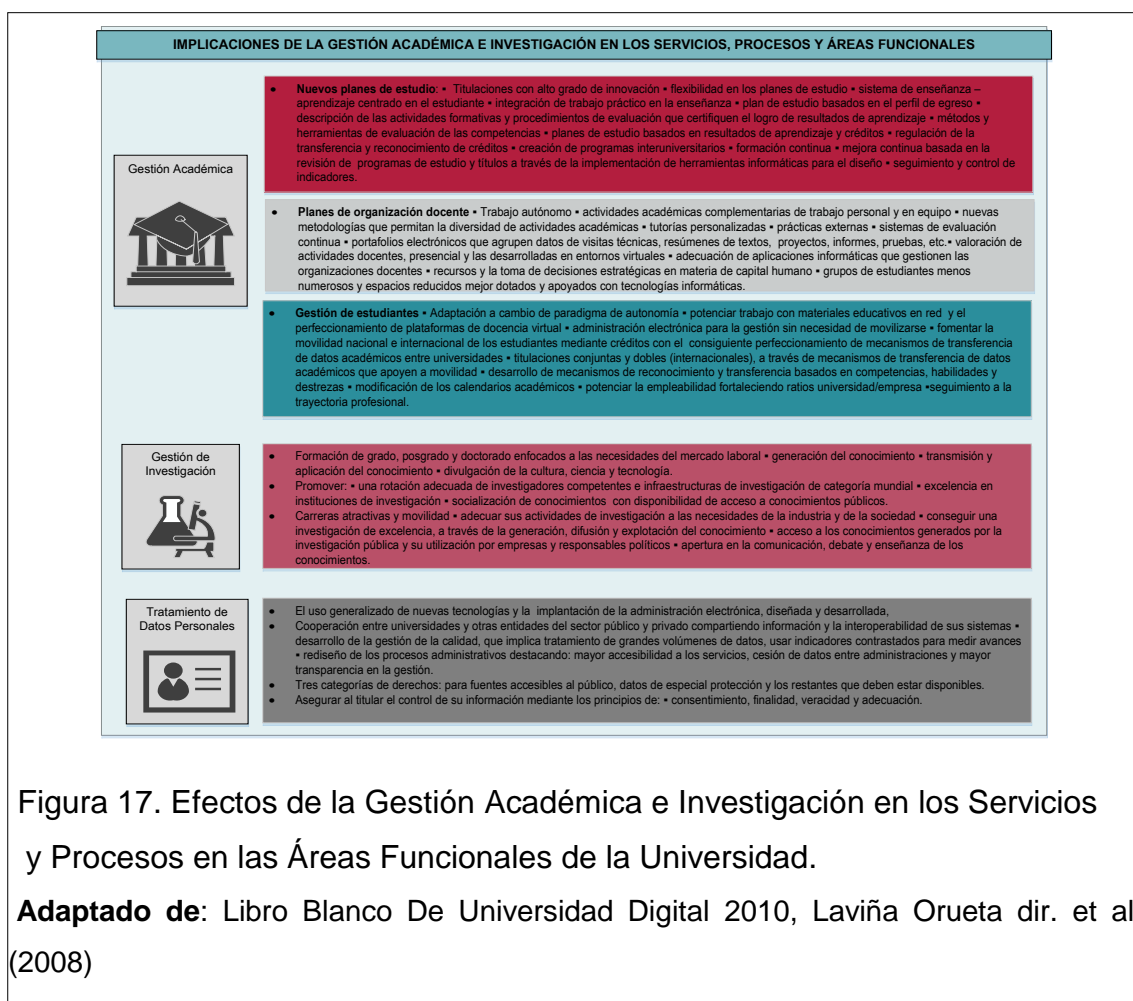 IMPLICACIONES DE LA GESTIÓN ACADÉMICA E INVESTIGACIÓN EN LOS SERVICIOS, PROCESOS Y ÁREAS FUNCIONALES
Gestión Académica
• Nuevos planes de estudio: ▪ Titulaciones con alto grado de innovación ▪ flexibilidad en los planes de estudio ▪ sistema de enseñanza –
aprendizaje centrado en el estudiante ▪ integración de trabajo práctico en la enseñanza ▪ plan de estudio basados en el perfil de egreso ▪
descripción de las actividades formativas y procedimientos de evaluación que certifiquen el logro de resultados de aprendizaje ▪ métodos y
herramientas de evaluación de las competencias ▪ planes de estudio basados en resultados de aprendizaje y créditos ▪ regulación de la
transferencia y reconocimiento de créditos ▪ creación de programas interuniversitarios ▪ formación continua ▪ mejora continua basada en la
revisión de programas de estudio y títulos a través de la implementación de herramientas informáticas para el diseño ▪ seguimiento y control de
indicadores.
• Planes de organización docente ▪ Trabajo autónomo ▪ actividades académicas complementarias de trabajo personal y en equipo ▪ nuevas
metodologías que permitan la diversidad de actividades académicas ▪ tutorías personalizadas ▪ prácticas externas ▪ sistemas de evaluación
continua ▪ portafolios electrónicos que agrupen datos de visitas técnicas, resúmenes de textos, proyectos, informes, pruebas, etc.▪ valoración de
actividades docentes, presencial y las desarrolladas en entornos virtuales ▪ adecuación de aplicaciones informáticas que gestionen las
organizaciones docentes ▪ recursos y la toma de decisiones estratégicas en materia de capital humano ▪ grupos de estudiantes menos
numerosos y espacios reducidos mejor dotados y apoyados con tecnologías informáticas.
• Gestión de estudiantes ▪ Adaptación a cambio de paradigma de autonomía ▪ potenciar trabajo con materiales educativos en red y el
perfeccionamiento de plataformas de docencia virtual ▪ administración electrónica para la gestión sin necesidad de movilizarse ▪ fomentar la
movilidad nacional e internacional de los estudiantes mediante créditos con el consiguiente perfeccionamiento de mecanismos de transferencia
de datos académicos entre universidades ▪ titulaciones conjuntas y dobles (internacionales), a través de mecanismos de transferencia de datos
académicos que apoyen a movilidad ▪ desarrollo de mecanismos de reconocimiento y transferencia basados en competencias, habilidades y
destrezas ▪ modificación de los calendarios académicos ▪ potenciar la empleabilidad fortaleciendo ratios universidad/empresa ▪seguimiento a la
trayectoria profesional.
Gestión de
Investigación
• Formación de grado, posgrado y doctorado enfocados a las necesidades del mercado laboral ▪ generación del conocimiento ▪ transmisión y
aplicación del conocimiento ▪ divulgación de la cultura, ciencia y tecnología.
• Promover: ▪ una rotación adecuada de investigadores competentes e infraestructuras de investigación de categoría mundial ▪ excelencia en
instituciones de investigación ▪ socialización de conocimientos con disponibilidad de acceso a conocimientos públicos.
• Carreras atractivas y movilidad ▪ adecuar sus actividades de investigación a las necesidades de la industria y de la sociedad ▪ conseguir una
investigación de excelencia, a través de la generación, difusión y explotación del conocimiento ▪ acceso a los conocimientos generados por la
investigación pública y su utilización por empresas y responsables políticos ▪ apertura en la comunicación, debate y enseñanza de los
conocimientos.
Tratamiento de
Datos Personales
• El uso generalizado de nuevas tecnologías y la implantación de la administración electrónica, diseñada y desarrollada,
• Cooperación entre universidades y otras entidades del sector público y privado compartiendo información y la interoperabilidad de sus sistemas ▪
desarrollo de la gestión de la calidad, que implica tratamiento de grandes volúmenes de datos, usar indicadores contrastados para medir avances
▪ rediseño de los procesos administrativos destacando: mayor accesibilidad a los servicios, cesión de datos entre administraciones y mayor
transparencia en la gestión.
• Tres categorías de derechos: para fuentes accesibles al público, datos de especial protección y los restantes que deben estar disponibles.
• Asegurar al titular el control de su información mediante los principios de: ▪ consentimiento, finalidad, veracidad y adecuación.
Figura 17. Efectos de la Gestión Académica e Investigación en los Servicios
y Procesos en las Áreas Funcionales de la Universidad.
Adaptado de: Libro Blanco De Universidad Digital 2010, Laviña Orueta dir. et al
(2008)